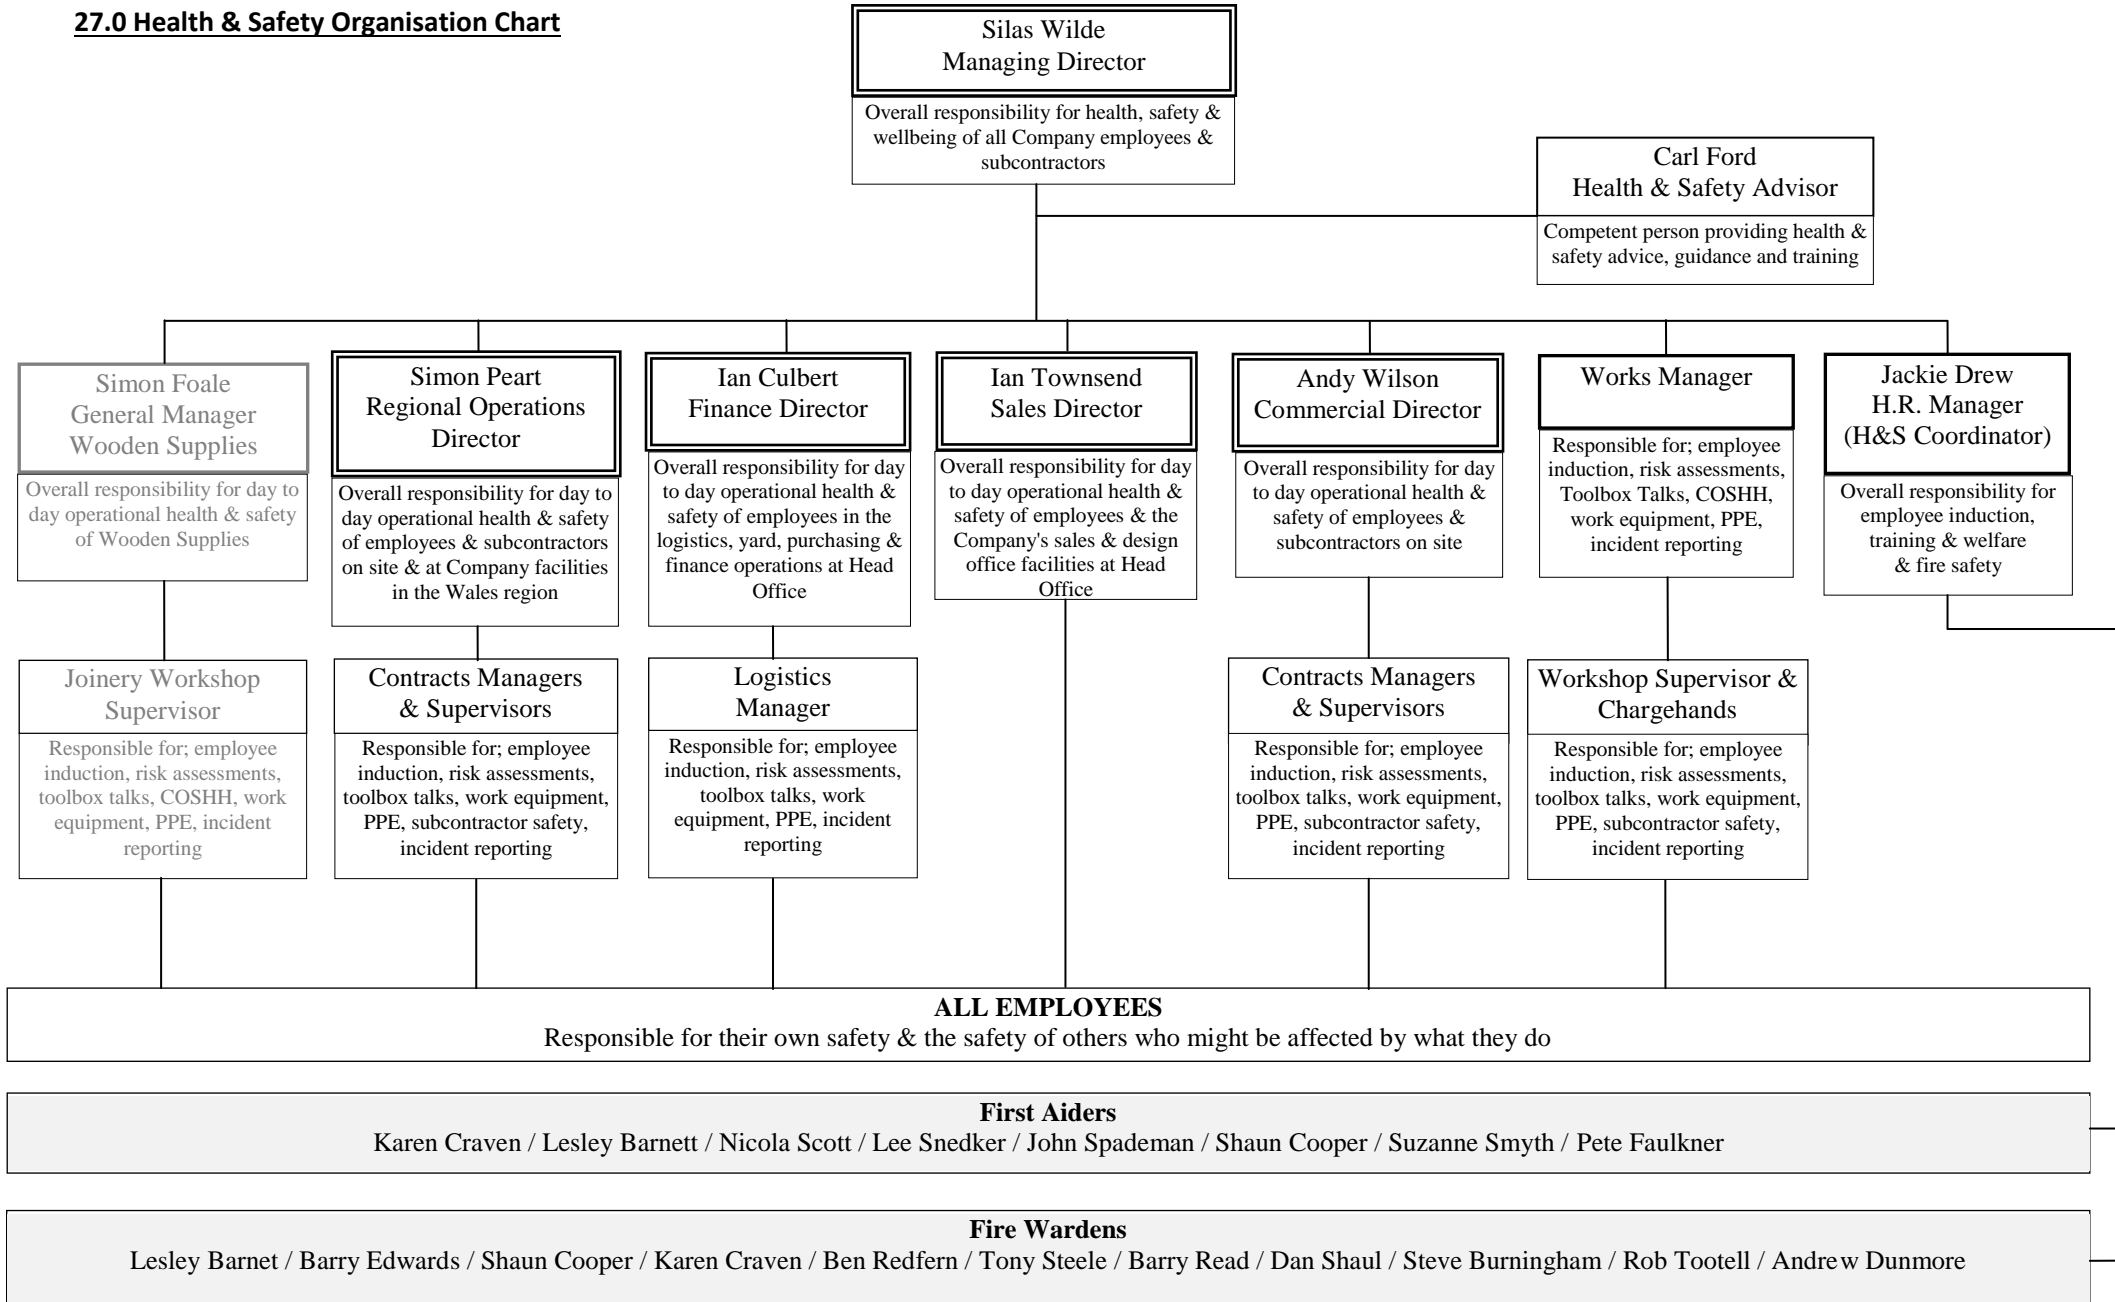 27.0 Health & Safety Organisation Chart
Silas Wilde
Managing Director
Overall responsibility for health, safety &
wellbeing of all Company employees &
subcontractors
Carl Ford
Health & Safety Advisor
Competent person providing health &
safety advice, guidance and training
Simon Foale
General Manager
Wooden Supplies
Overall responsibility for day to
day operational health & safety
of Wooden Supplies
Simon Peart
Regional Operations
Director
Overall responsibility for day to
day operational health & safety
of employees & subcontractors
on site & at Company facilities
in the Wales region
Ian Culbert
Finance Director
Overall responsibility for day
to day operational health &
safety of employees in the
logistics, yard, purchasing &
finance operations at Head
Office
Ian Townsend
Sales Director
Overall responsibility for day
to day operational health &
safety of employees & the
Company's sales & design
office facilities at Head
Office
Andy Wilson
Commercial Director
Overall responsibility for day
to day operational health &
safety of employees &
subcontractors on site
Works Manager
Responsible for; employee
induction, risk assessments,
Toolbox Talks, COSHH,
work equipment, PPE,
incident reporting
Jackie Drew
H.R. Manager
(H&S Coordinator)
Overall responsibility for
employee induction,
training & welfare
& fire safety
Joinery Workshop
Supervisor
Responsible for; employee
induction, risk assessments,
toolbox talks, COSHH, work
equipment, PPE, incident
reporting
Contracts Managers
& Supervisors
Responsible for; employee
induction, risk assessments,
toolbox talks, work equipment,
PPE, subcontractor safety,
incident reporting
Logistics
Manager
Responsible for; employee
induction, risk assessments,
toolbox talks, work
equipment, PPE, incident
reporting
Contracts Managers
& Supervisors
Responsible for; employee
induction, risk assessments,
toolbox talks, work equipment,
PPE, subcontractor safety,
incident reporting
Workshop Supervisor &
Chargehands
Responsible for; employee
induction, risk assessments,
toolbox talks, work equipment,
PPE, subcontractor safety,
incident reporting
ALL EMPLOYEES
Responsible for their own safety & the safety of others who might be affected by what they do
First Aiders
Karen Craven / Lesley Barnett / Nicola Scott / Lee Snedker / John Spademan / Shaun Cooper / Suzanne Smyth / Pete Faulkner
Fire Wardens
Lesley Barnet / Barry Edwards / Shaun Cooper / Karen Craven / Ben Redfern / Tony Steele / Barry Read / Dan Shaul / Steve Burningham / Rob Tootell / Andrew Dunmore